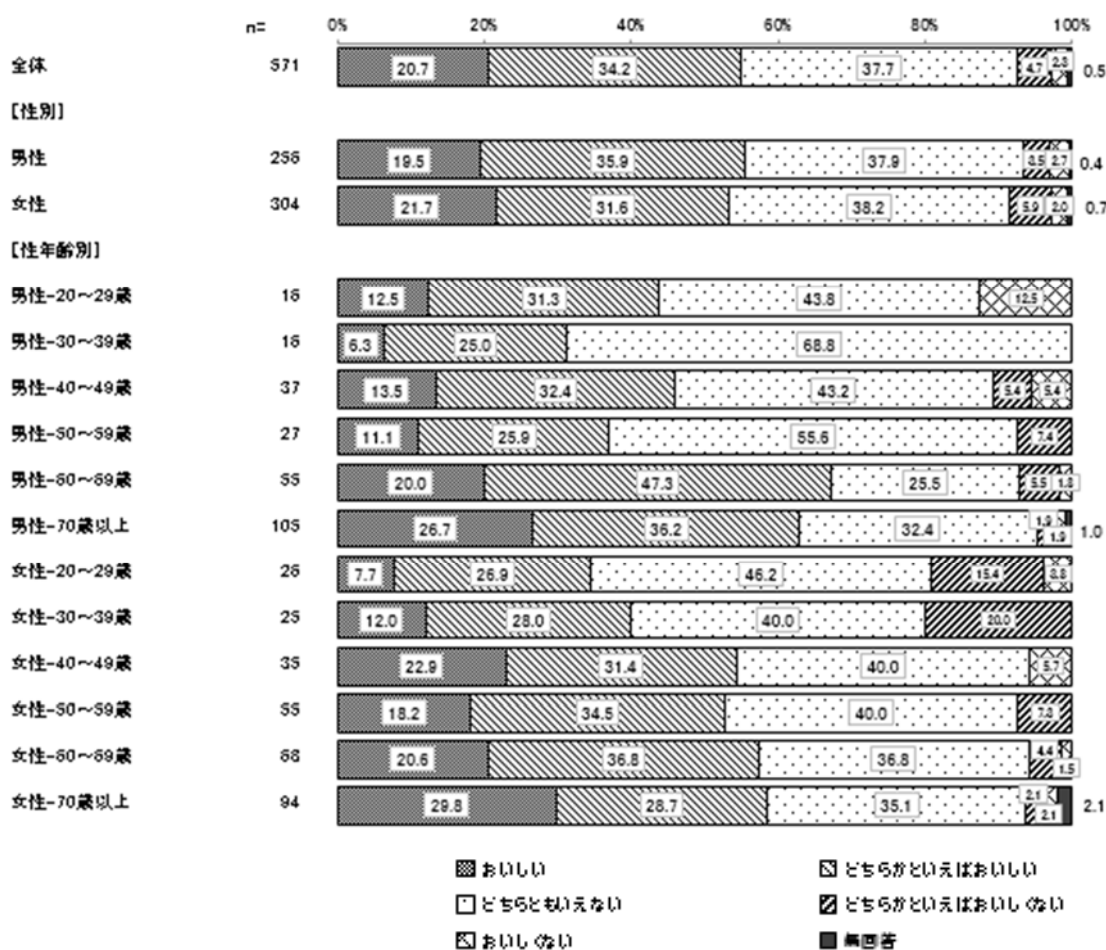 n= 0% 20% 40% 60% 80% 100%
全体 571 20.7 34.2 37.7 4.7 2.3 0.5
[性別]
男性 256 19.5 35.9 37.9 3.5 2.7 0.4
女性 304 21.7 31.6 38.2 5.9 2.0 0.7
[性年齢別]
男性-20～29歳 16 12.5 31.3 43.8 12.5
男性-30～39歳 16 6.3 25.0 68.8
男性-40～49歳 37 13.5 32.4 43.2 5.4 5.4
男性-50～59歳 27 11.1 25.9 55.6 7.4
男性-60～69歳 55 20.0 47.3 25.5 5.5 1.8
男性-70歳以上 105 26.7 36.2 32.4 1.9 1.9 1.0
女性-20～29歳 26 7.7 26.9 46.2 15.4 3.8
女性-30～39歳 25 12.0 28.0 40.0 20.0
女性-40～49歳 35 22.9 31.4 40.0 5.7
女性-50～59歳 55 18.2 34.5 40.0 7.3
女性-60～69歳 68 20.6 36.8 36.8 4.4 1.5
女性-70歳以上 94 29.8 28.7 35.1 2.1 2.1 2.1
おいしい どちらかといえばおいしい
どちらともいえない どちらかといえばおいしくない
おいしくない 無回答